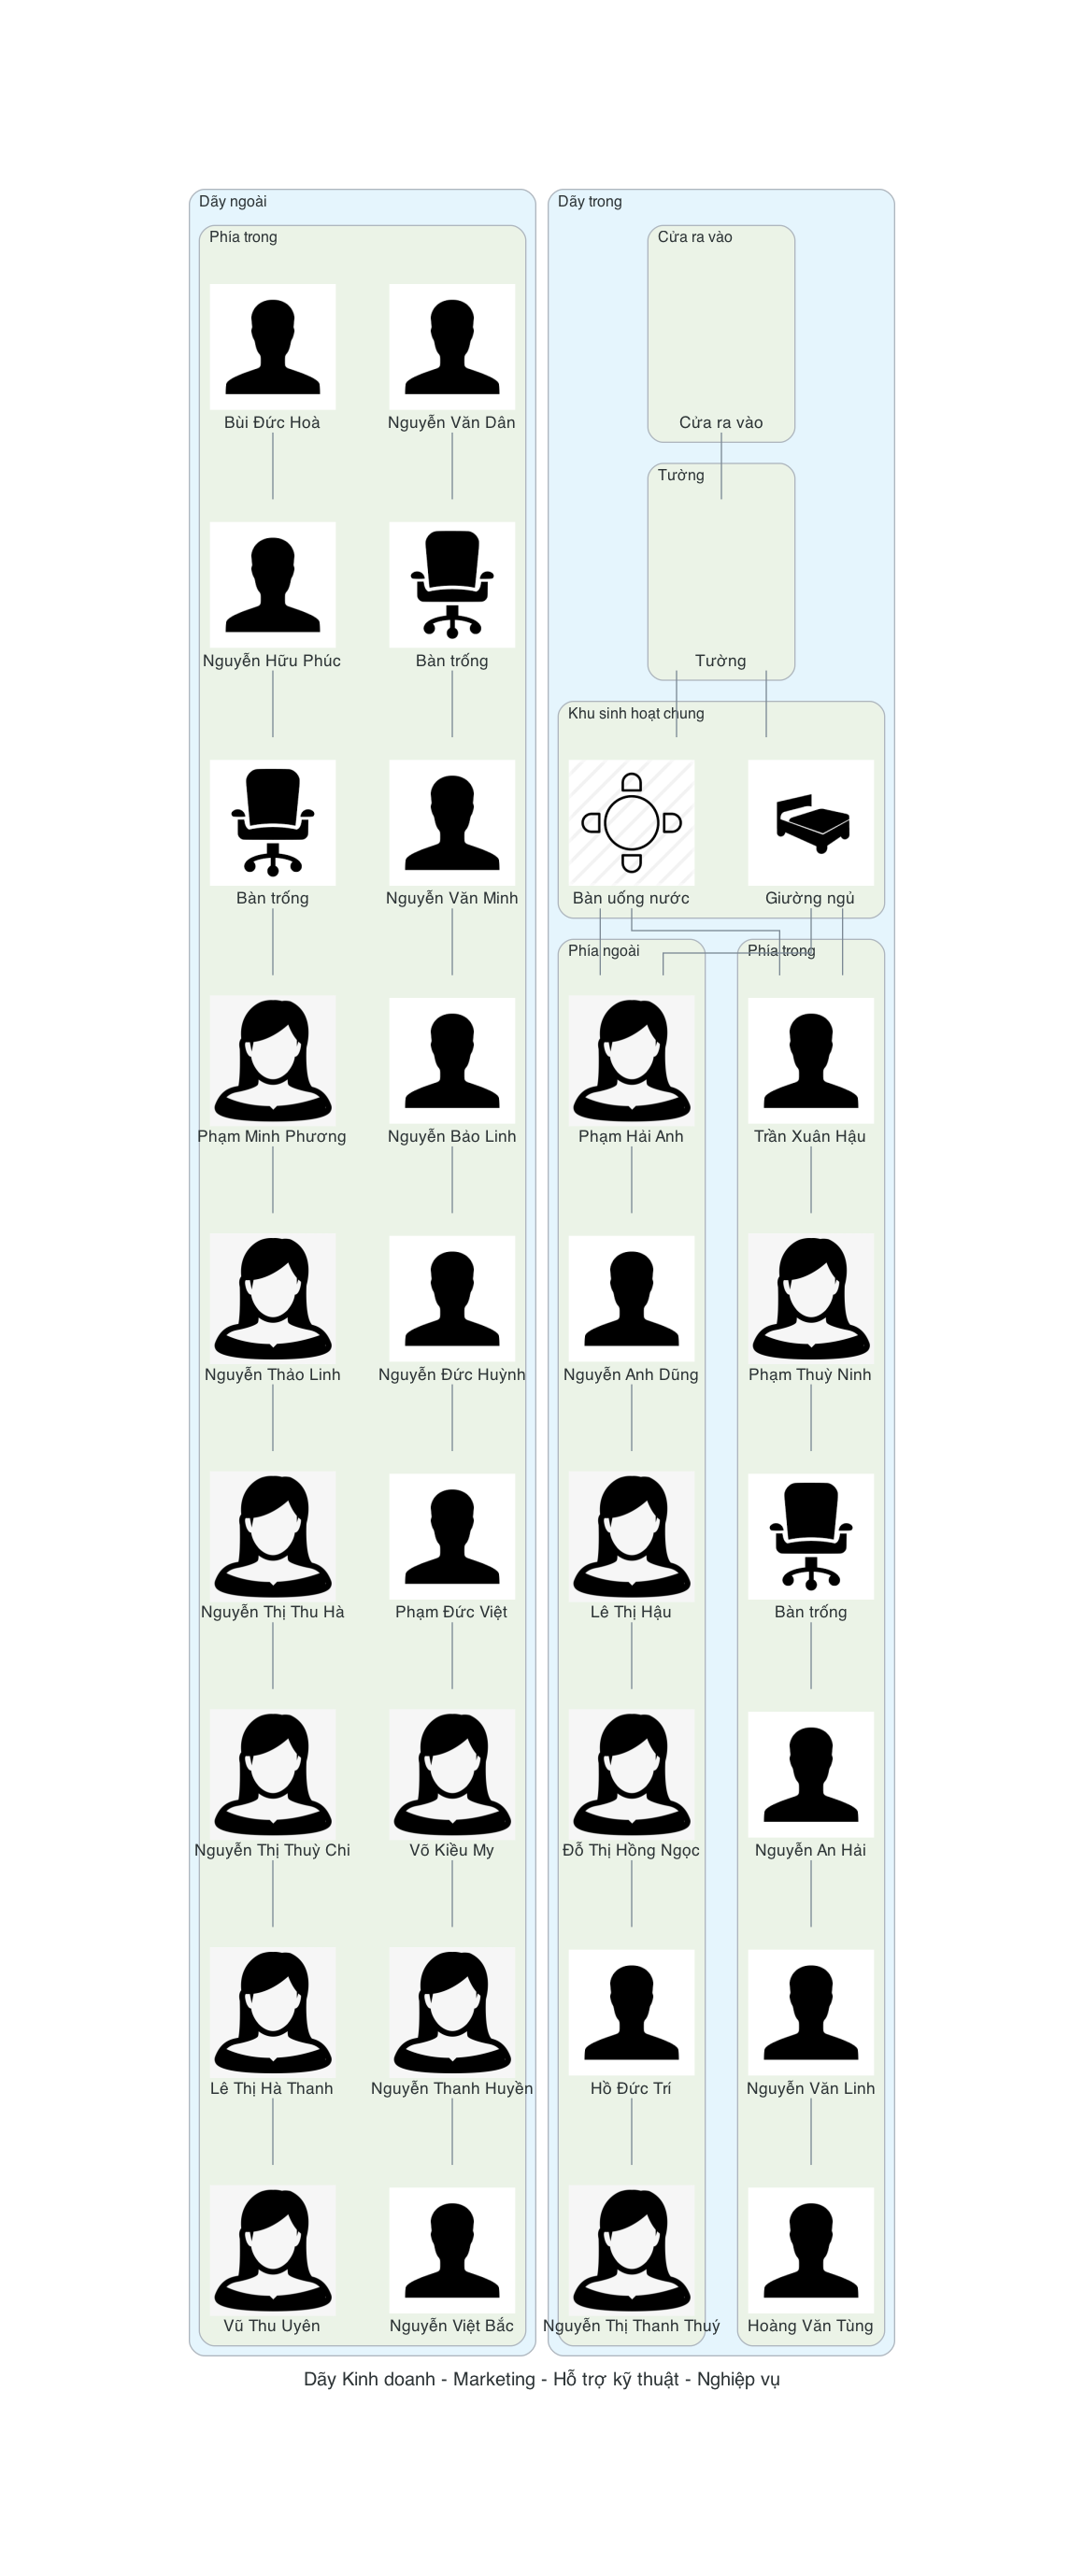 Dãy ngoài
Phía trong
Bùi Đức Hoà
Nguyễn Văn Dân
Nguyễn Hữu Phúc
Bàn trống
Bàn trống
Nguyễn Văn Minh
Phạm Minh Phương
Nguyễn Bảo Linh
Nguyễn Thảo Linh
Nguyễn Đức Huỳnh
Nguyễn Thị Thu Hà
Phạm Đức Việt
Nguyễn Thị Thuỳ Chi
Võ Kiều My
Lê Thị Hà Thanh
Nguyễn Thanh Huyền
Vũ Thu Uyên
Nguyễn Việt Bắc
Dãy trong
Cửa ra vào
Cửa ra vào
Tường
Tường
Khu sinh hoạt chung
Bàn uống nước
Giường ngủ
Phía ngoài
Phạm Hải Anh
Nguyễn Anh Dũng
Lê Thị Hậu
Đỗ Thị Hồng Ngọc
Hồ Đức Trí
Nguyễn Thị Thanh Thuý
Phía trong
Trần Xuân Hậu
Phạm Thuỳ Ninh
Bàn trống
Nguyễn An Hải
Nguyễn Văn Linh
Hoàng Văn Tùng
Dãy Kinh doanh - Marketing - Hỗ trợ kỹ thuật - Nghiệp vụ